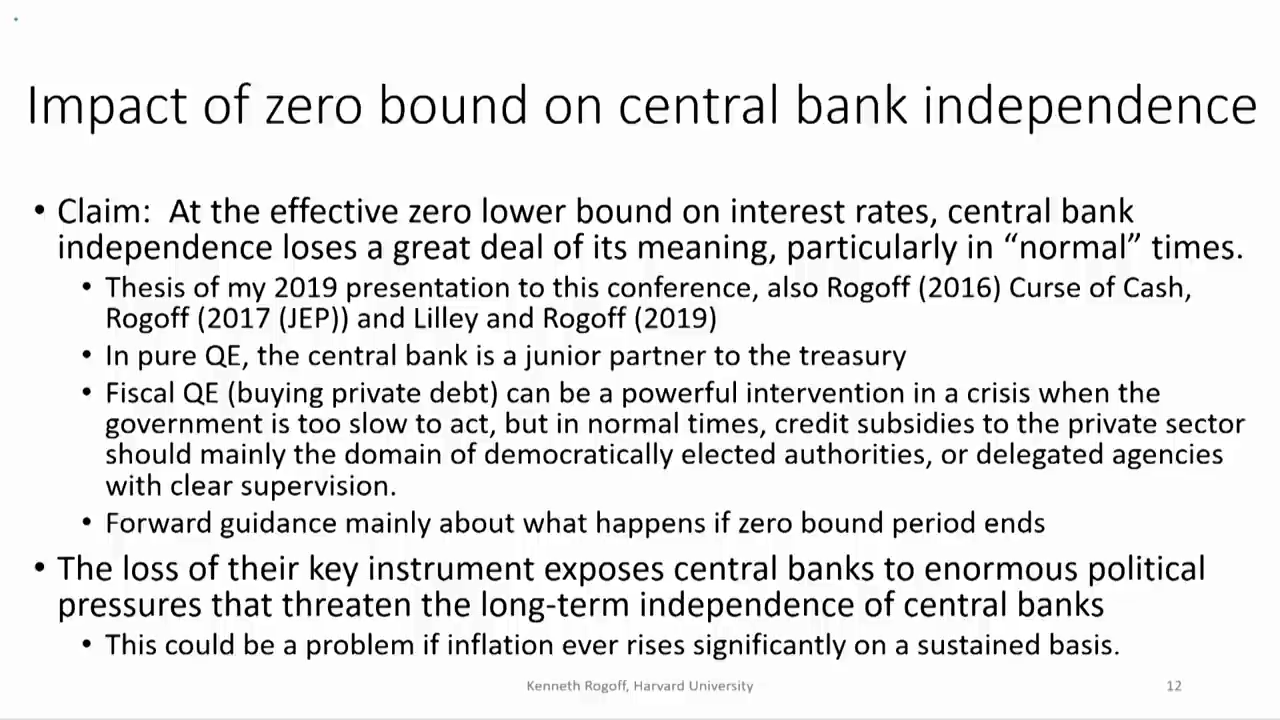 Impact of zero bound on central bank independence
• Claim:  At the effective zero lower bound on interest rates, central bank
independence loses a great deal of its meaning, particularly in “normal” times.
• Thesis of my 2019 presentation to this conference, also Rogoff (2016) Curse of Cash,
Rogoff (2017 (JEP)) and Lilley and Rogoff (2019)
• In pure QE, the central bank is a junior partner to the treasury
• Fiscal QE (buying private debt) can be a powerful intervention in a crisis when the
government is too slow to act, but in normal times, credit subsidies to the private sector
should mainly the domain of democratically elected authorities, or delegated agencies
with clear supervision.
• Forward guidance mainly about what happens if zero bound period ends
• The loss of their key instrument exposes central banks to enormous political
pressures that threaten the long-term independence of central banks
• This could be a problem if inflation ever rises significantly on a sustained basis.
Kenneth Rogoff, Harvard University
12